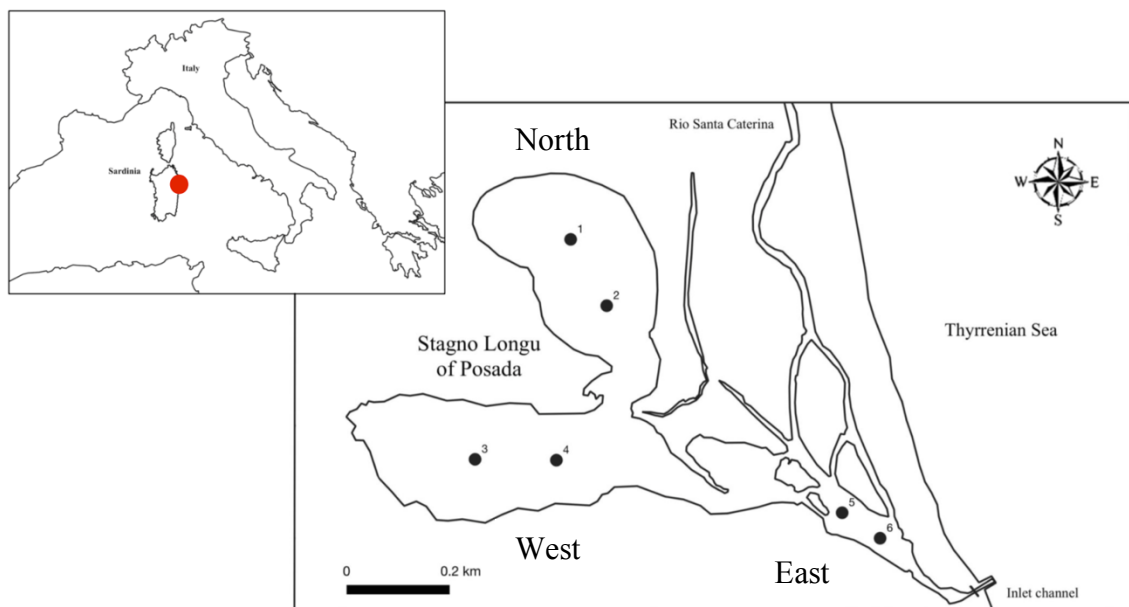 Italy
Sardinia
North
Rio Santa Caterina
N
W E
S
1
2
Thyrrenian Sea
Stagno Longu
of Posada
3 4
5
6
West
East
0 0.2 km
Inlet channel